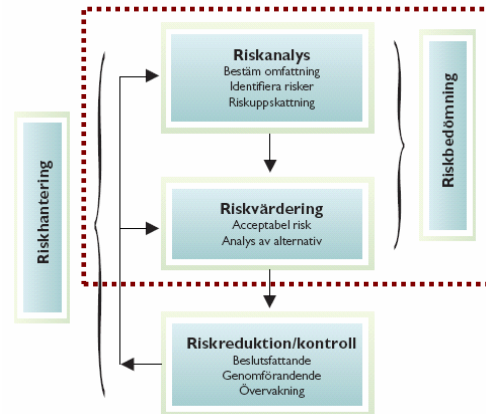 Riskanalys
Bestäm omfattning
Identifiera risker
Riskuppskattning
Riskbedömning
Riskhantering
Riskvärdering
Acceptabel risk
Analys av alternativ
Riskreduktion/kontroll
Beslutsfattande
Genomförandende
Övervakning